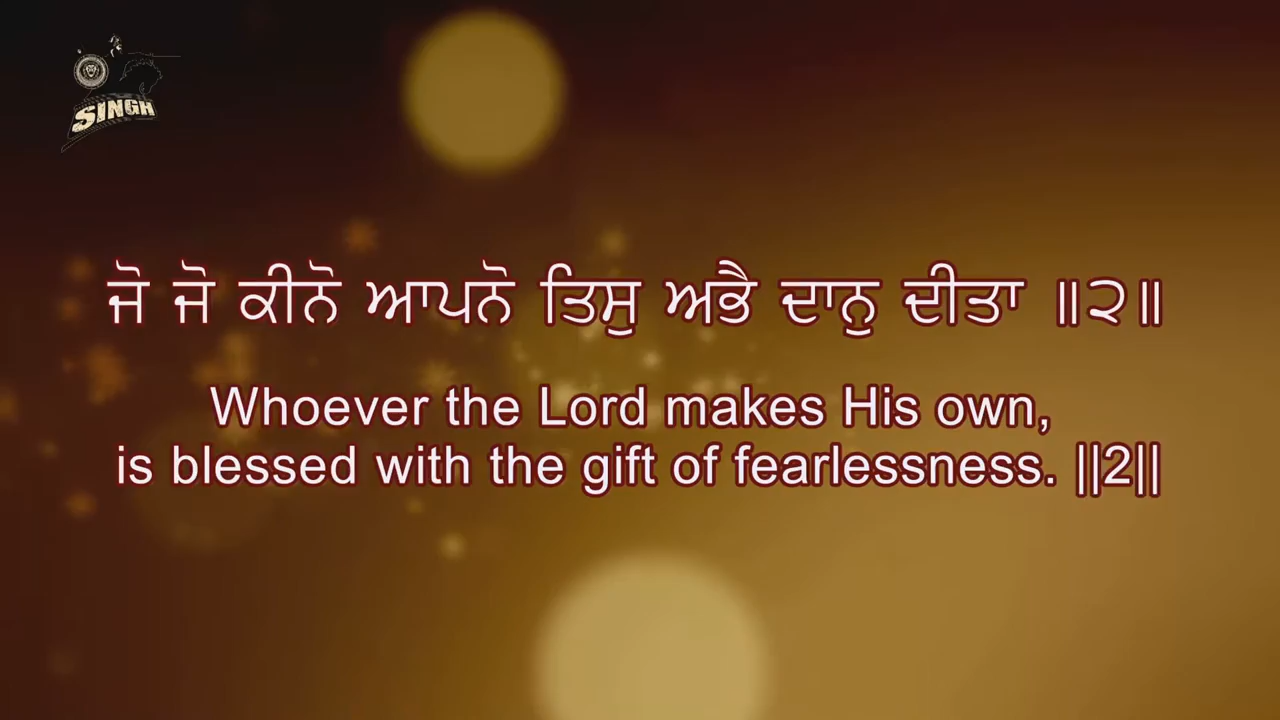 SINGH
ਜੋ ਜੋ ਕੀਨੋ ਆਪਨੋ ਤਿਸੁ ਅਭੈ ਦਾਨੁ ਦੀਤਾ ॥੨॥
Whoever the Lord makes His own,
is blessed with the gift of fearlessness. ||2||